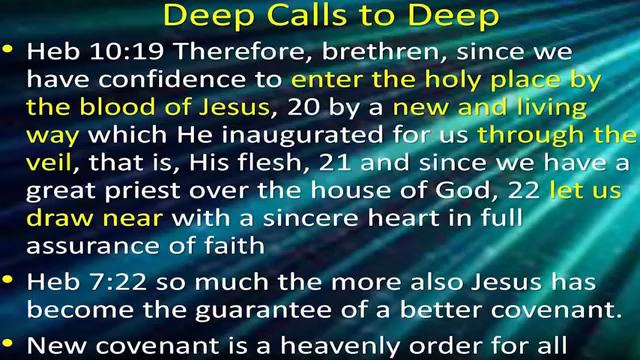 Deep Calls to Deep
• Heb 10:19 Therefore, brethren, since we
have confidence to enter the holy place by
the blood of Jesus, 20 by a new and living
way which He inaugurated for us through the
veil, that is, His flesh, 21 and since we have a
great priest over the house of God, 22 let us
draw near with a sincere heart in full
assurance of faith
• Heb 7:22 so much the more also Jesus has
become the guarantee of a better covenant.
• New covenant is a heavenly order for all